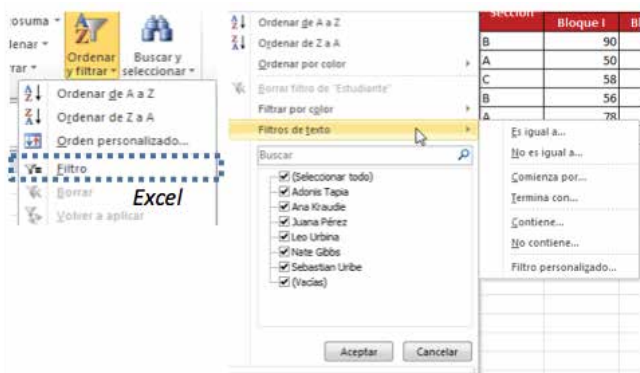 osuma
lenar
rar
Ordenar
y filtrar
Buscar y
seleccionar
Ordenar de A a Z
Ordenar de Z a A
Orden personalizado...
Filtro
Borrar
Volver a aplicar
Excel
Ordenar de A a Z
Ordenar de Z a A
Ordenar por color
Borrar filtro de "Estudiante"
Filtrar por color
Filtros de texto
Buscar
(Seleccionar todo)
Adonis Tapia
Ana Kraudie
Juana Pérez
Leo Urbina
Nate Gibbs
Sebastian Uribe
(Vacías)
Aceptar Cancelar
Sección Bloque I Bl
B 90
A 50
C 58
B 56
A 78
Es igual a...
No es igual a...
Comienza por...
Termina con...
Contiene...
No contiene...
Filtro personalizado...